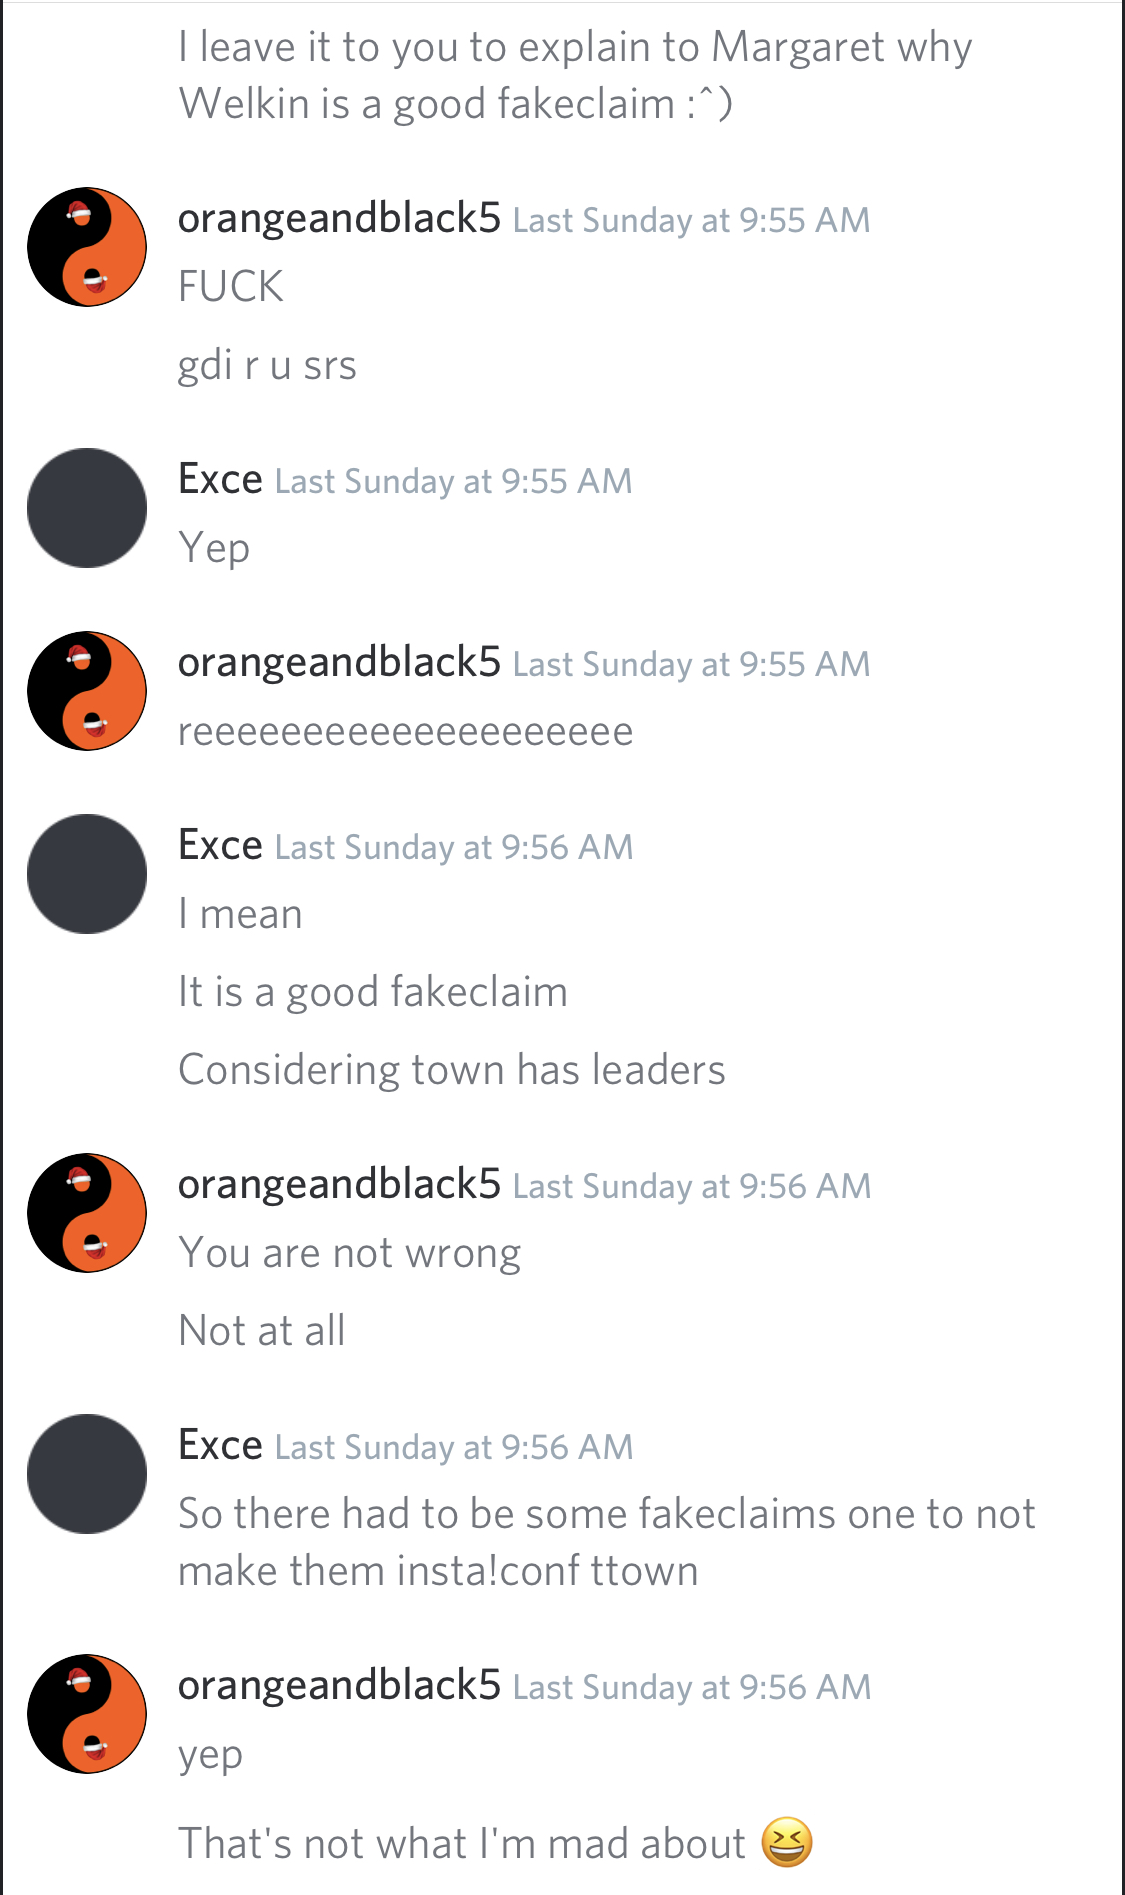 I leave it to you to explain to Margaret why
Welkin is a good fakeclaim :^)
orangeandblack5 Last Sunday at 9:55 AM
FUCK
gdi r u srs
Exce Last Sunday at 9:55 AM
Yep
orangeandblack5 Last Sunday at 9:55 AM
reeeeeeeeeeeeeeeeeeee
Exce Last Sunday at 9:56 AM
I mean
It is a good fakeclaim
Considering town has leaders
orangeandblack5 Last Sunday at 9:56 AM
You are not wrong
Not at all
Exce Last Sunday at 9:56 AM
So there had to be some fakeclaims one to not
make them insta!conf ttown
orangeandblack5 Last Sunday at 9:56 AM
yep
That's not what I'm mad about 😆